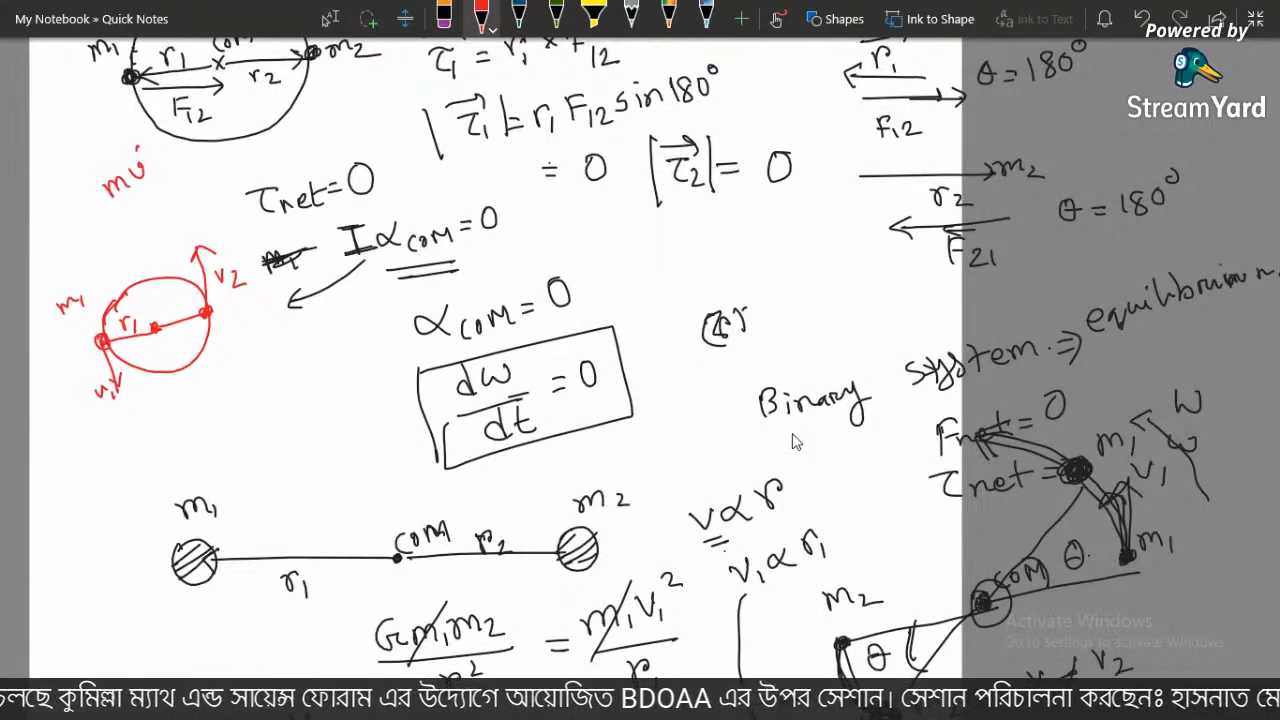 My Notebook » Quick Notes
Shapes
Ink to Shape
Ink to Text
Powered by
StreamYard
m₁ r₁ com r₂ m₂
F₁₂
τ₁ = r₁ × F₁₂
|τ₁| = r₁ F₁₂ sin 180°
= 0 |τ₂| = 0
r₁
F₁₂
θ = 180°
m₂
r₂
F₂₁
θ = 180°
τnet = 0
I αcom = 0
m₁ r₁ v₂
v₁
αcom = 0
dω/dt = 0
Binary system ⇒ equilibrium
Fnet = 0
τnet =
m₁ ω
ω
v₁
m₁
com θ
m₂
θ
m₁ com r₂ m₂
r₁
v ∝ r
v₁ ∝ r₁
Gm₁m₂/r² = m₁v₁²/r₁
v₂
Activate Windows
Go to Settings to activate Windows
চলছে কুমিল্লা ম্যাথ এন্ড সায়েন্স ফোরাম এর উদ্যোগে আয়োজিত BDOAA এর উপর সেশান। সেশান পরিচালনা করছেনঃ হাসনাত মো